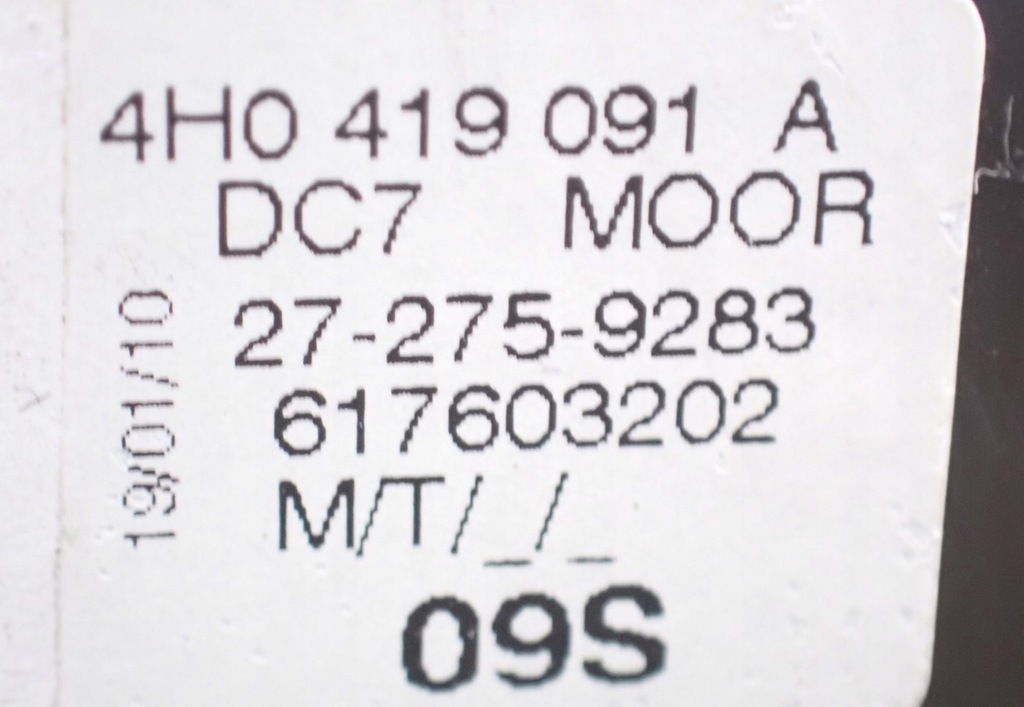 4H0 419 091 A
DC7 MOOR
19/01/10
27-275-9283
617603202
M/T/_/_
09S